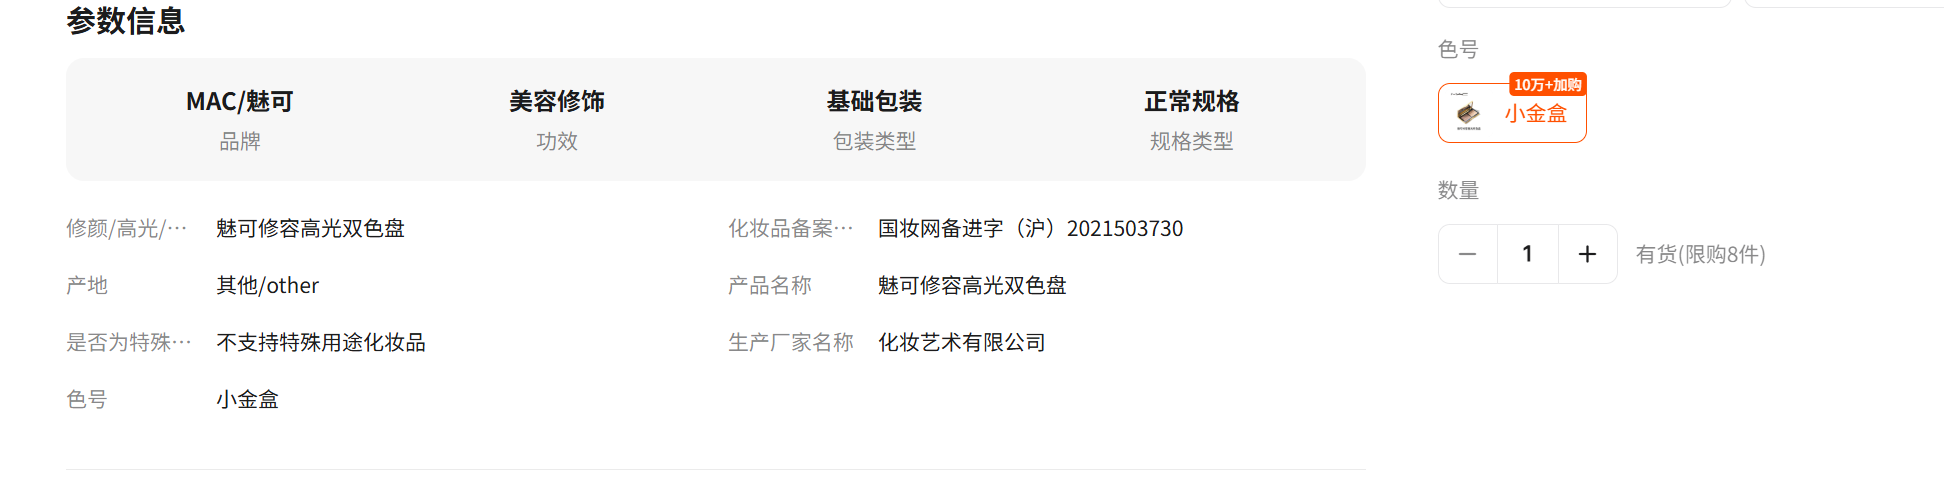 参数信息
MAC/魅可
品牌
美容修饰
功效
基础包装
包装类型
正常规格
规格类型
修颜/高光/…
魅可修容高光双色盘
化妆品备案…
国妆网备进字（沪）2021503730
产地
其他/other
产品名称
魅可修容高光双色盘
是否为特殊…
不支持特殊用途化妆品
生产厂家名称
化妆艺术有限公司
色号
小金盒
色号
10万+加购
小金盒
数量
1
有货(限购8件)